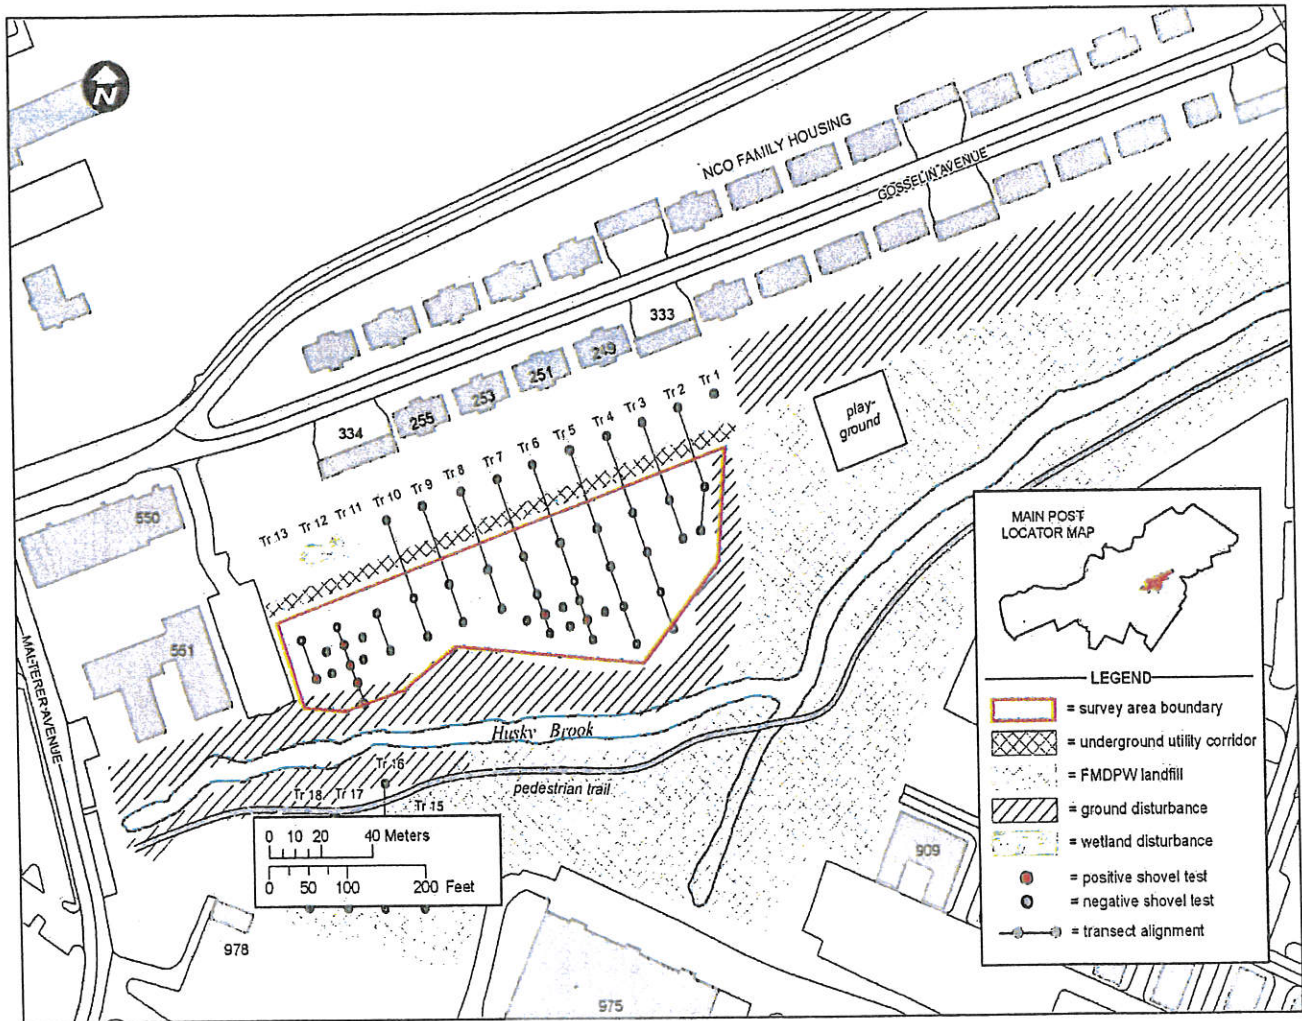 N
NCO FAMILY HOUSING
GOSSELIN AVENUE
333
249
251
253
255
334
play-
ground
Tr 1
Tr 2
Tr 3
Tr 4
Tr 5
Tr 6
Tr 7
Tr 8
Tr 9
Tr 10
Tr 11
Tr 12
Tr 13
550
551
MALTERER AVENUE
Husky Brook
pedestrian trail
Tr 16
Tr 18
Tr 17
Tr 15
0 10 20 40 Meters
0 50 100 200 Feet
978
975
909
MAIN POST
LOCATOR MAP
LEGEND
= survey area boundary
= underground utility corridor
= FMDPW landfill
= ground disturbance
= wetland disturbance
= positive shovel test
= negative shovel test
= transect alignment